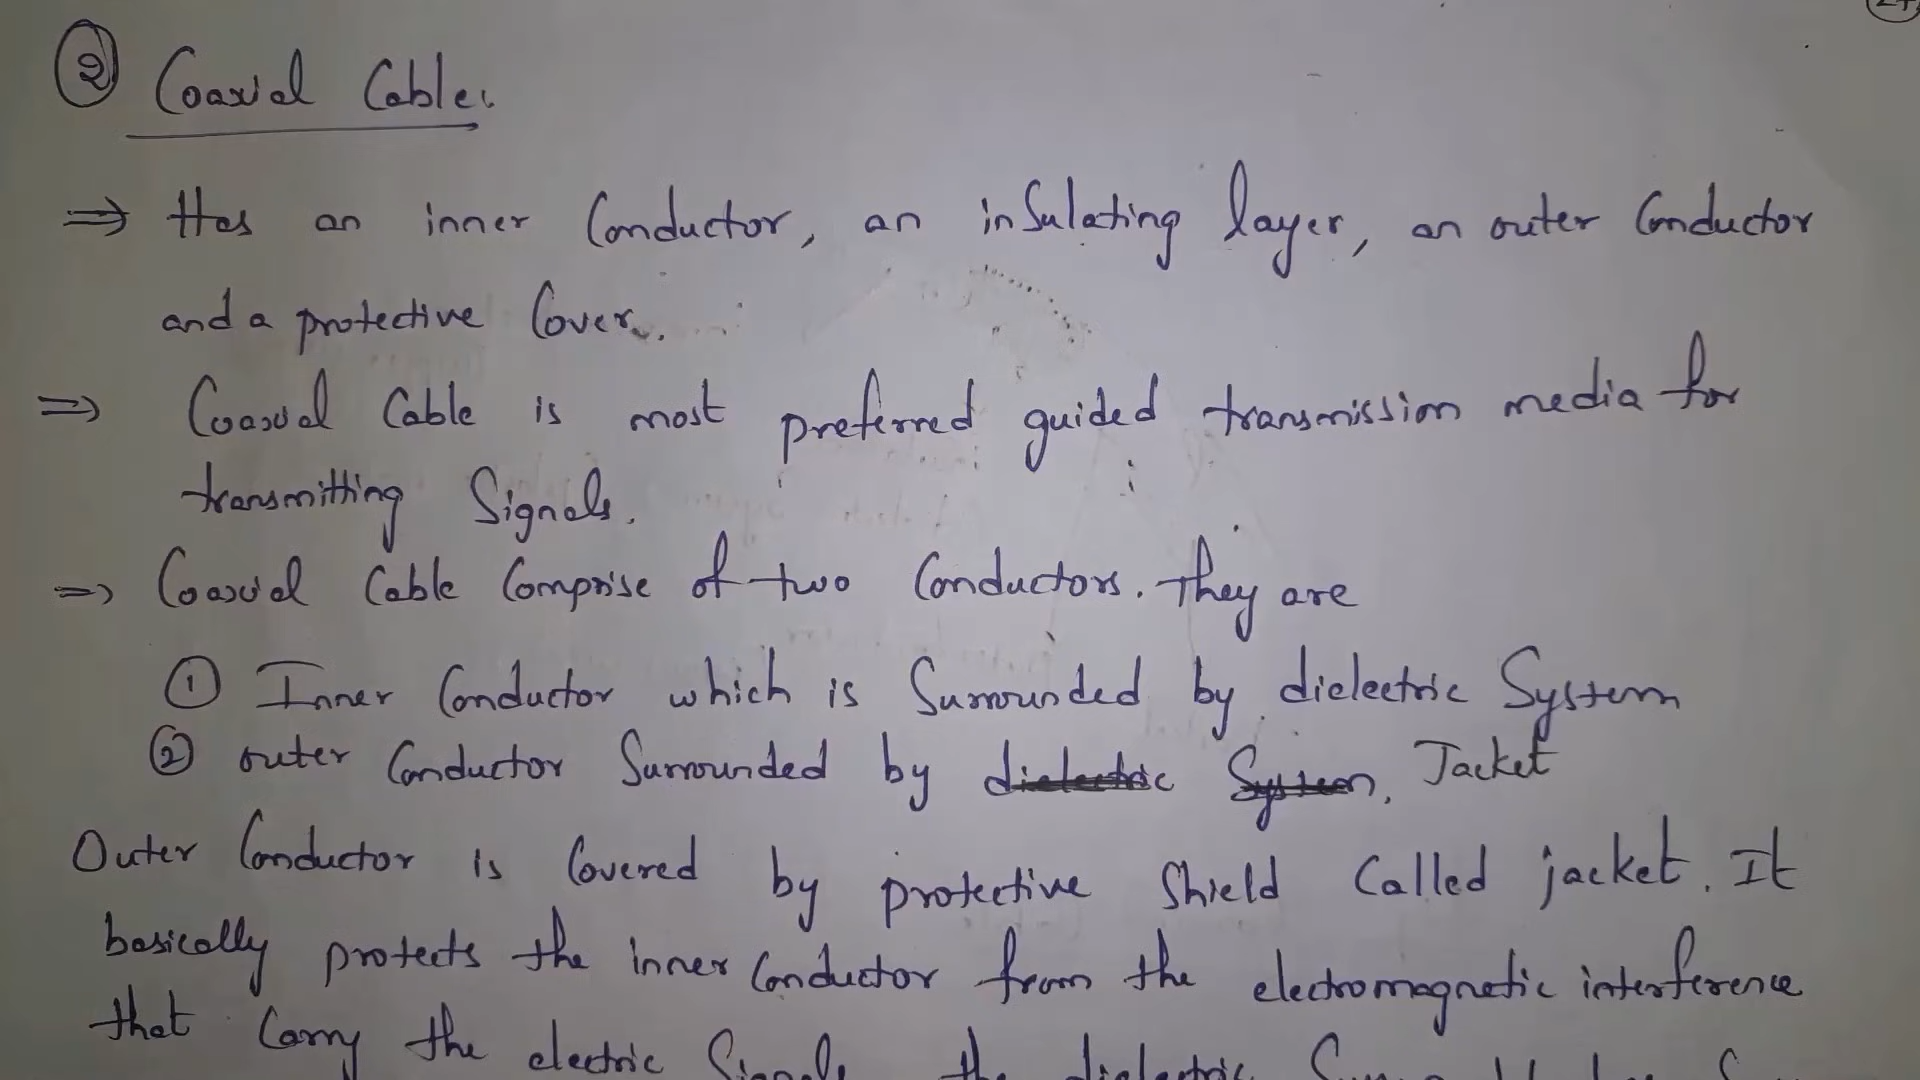 ② Coaxial Cable.
⇒ Has an inner Conductor, an insulating layer, an outer Conductor
and a protective Cover.
⇒ Coaxial Cable is most preferred guided transmission media for
transmitting Signals.
⇒ Coaxial Cable Comprise of two Conductors. They are
① Inner Conductor which is Surrounded by dielectric System
② outer Conductor Surrounded by dielectric System. Jacket
Outer Conductor is Covered by protective Shield Called jacket. It
basically protects the inner Conductor from the electromagnetic interference
that Carry the electric Signals the dielectric